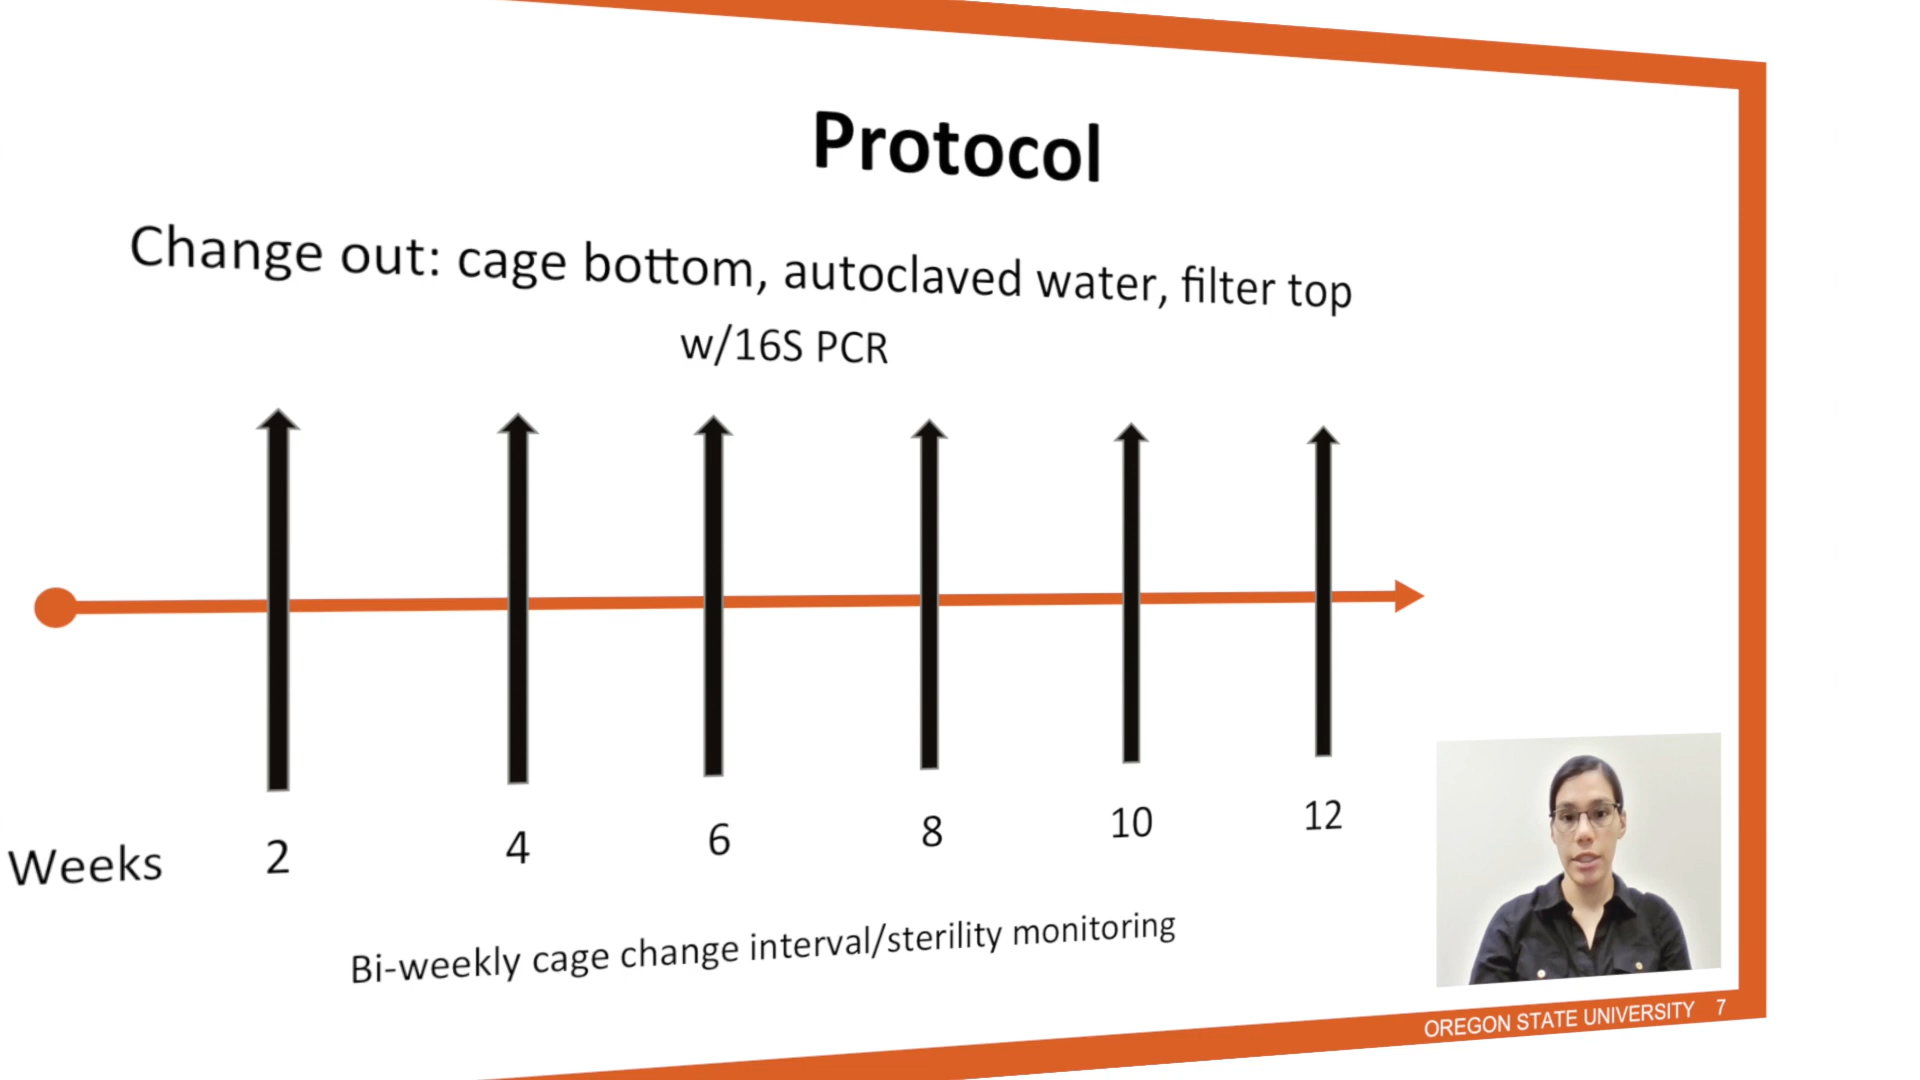 Protocol
Change out: cage bottom, autoclaved water, filter top
w/16S PCR
Weeks 2 4 6 8 10 12
Bi-weekly cage change interval/sterility monitoring
OREGON STATE UNIVERSITY 7